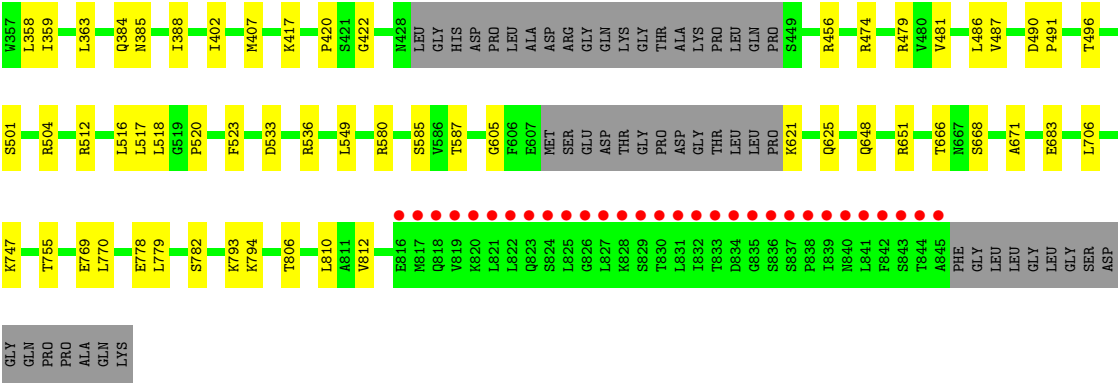 W357 L358 I359 L363 Q384 N385 I388 I402 M407 K417 P420 S421 G422 N428 LEU GLY HIS ASP PRO LEU ALA ASP ARG GLY GLN LYS GLY THR ALA LYS PRO LEU GLN PRO S449 R456 R474 R479 V480 V481 L486 V487 D490 P491 T496
S501 R504 R512 L516 L517 L518 G519 P520 F523 D533 R536 L549 R580 S585 V586 T587 G605 F606 E607 MET SER GLU ASP THR GLY PRO ASP GLY THR LEU LEU PRO K621 Q625 Q648 R651 T666 N667 S668 A671 E683 L706
K747 T755 E769 L770 E778 L779 S782 K793 K794 T806 L810 A811 V812 E816 M817 Q818 V819 K820 L821 L822 Q823 S824 L825 G826 L827 K828 S829 T830 L831 I832 T833 D834 G835 S836 S837 P838 I839 N840 L841 F842 S843 T844 A845 PHE GLY LEU LEU GLY LEU GLY SER ASP
GLY GLN PRO PRO ALA GLN LYS